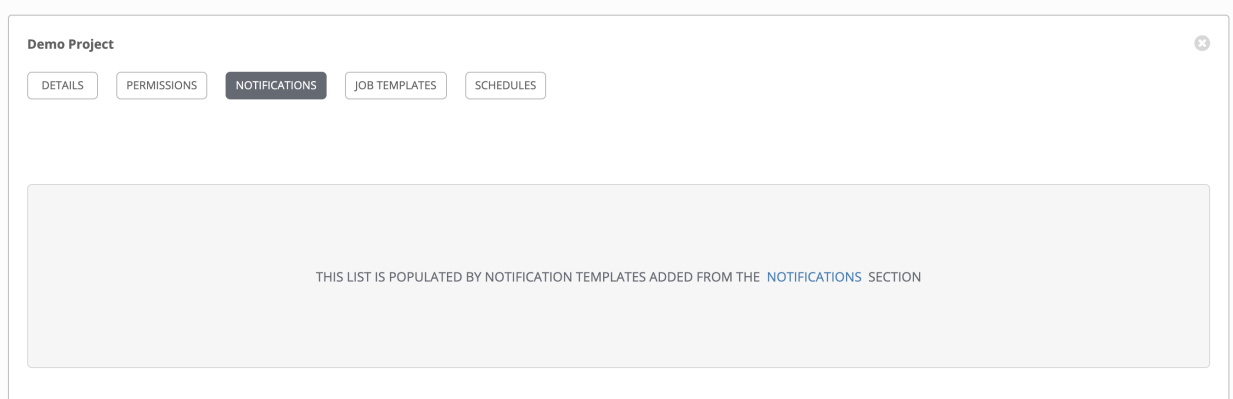 Demo Project
DETAILS PERMISSIONS NOTIFICATIONS JOB TEMPLATES SCHEDULES
THIS LIST IS POPULATED BY NOTIFICATION TEMPLATES ADDED FROM THE NOTIFICATIONS SECTION